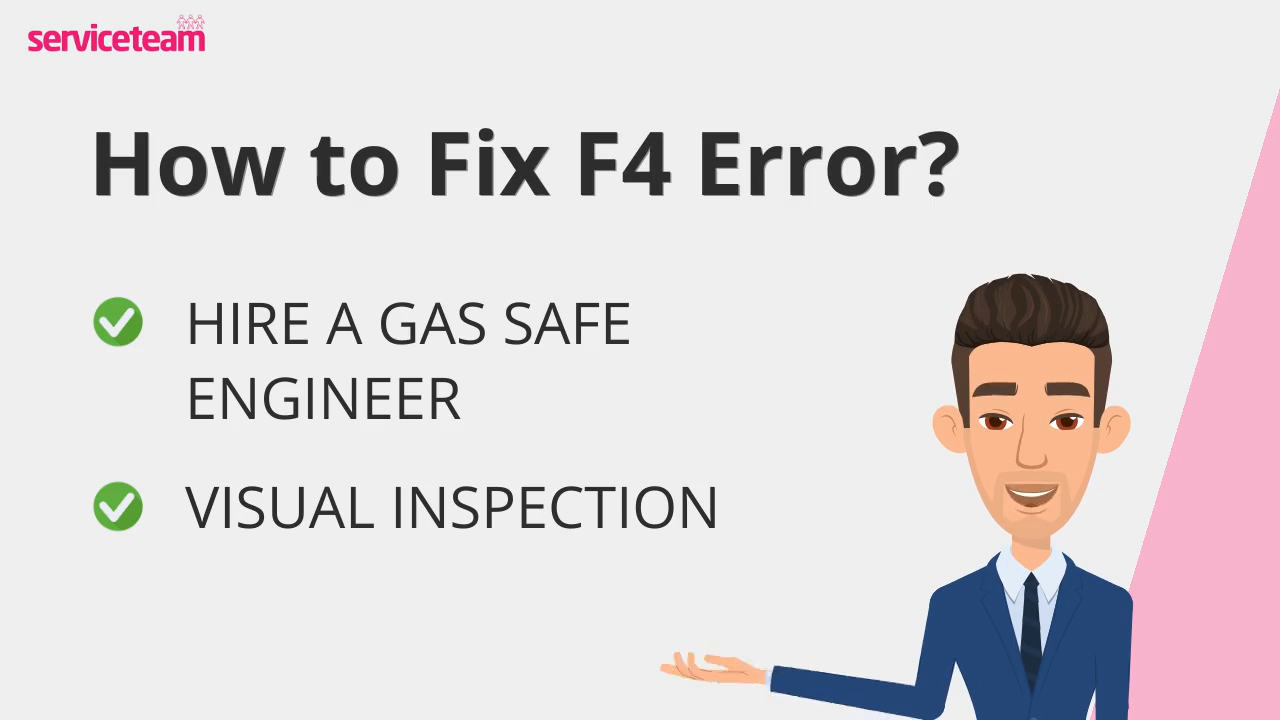 serviceteam
How to Fix F4 Error?
HIRE A GAS SAFE
ENGINEER
VISUAL INSPECTION